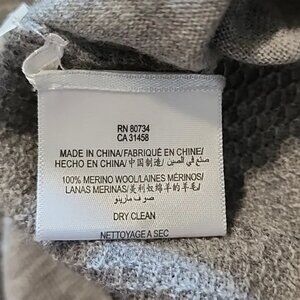 RN 80734
CA 31458
MADE IN CHINA/FABRIQUÉ EN CHINE/
HECHO EN CHINA/中国制造/ صنع في الصين
100% MERINO WOOL/LAINES MÉRINOS/
LANAS MERINAS/美利奴绵羊的羊毛/
صوف مارينو
DRY CLEAN
NETTOYAGE A SEC